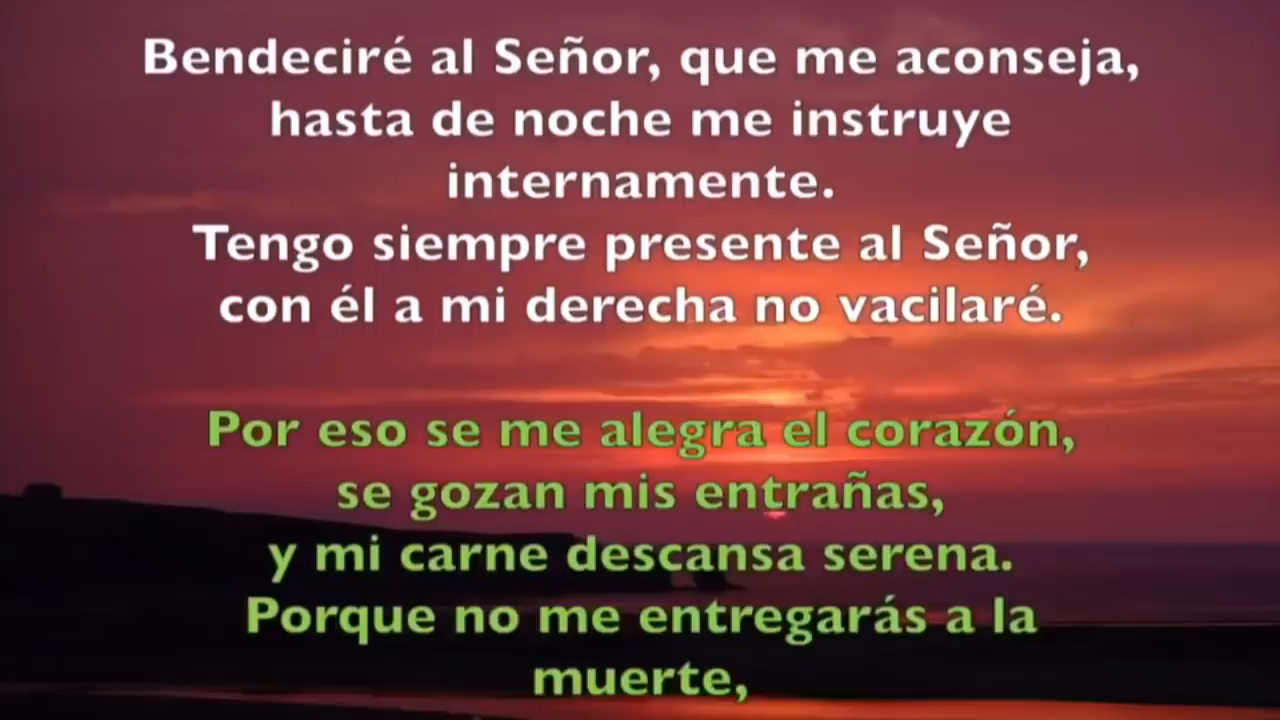 Bendeciré al Señor, que me aconseja,
hasta de noche me instruye
internamente.
Tengo siempre presente al Señor,
con él a mi derecha no vacilaré.
Por eso se me alegra el corazón,
se gozan mis entrañas,
y mi carne descansa serena.
Porque no me entregarás a la
muerte,